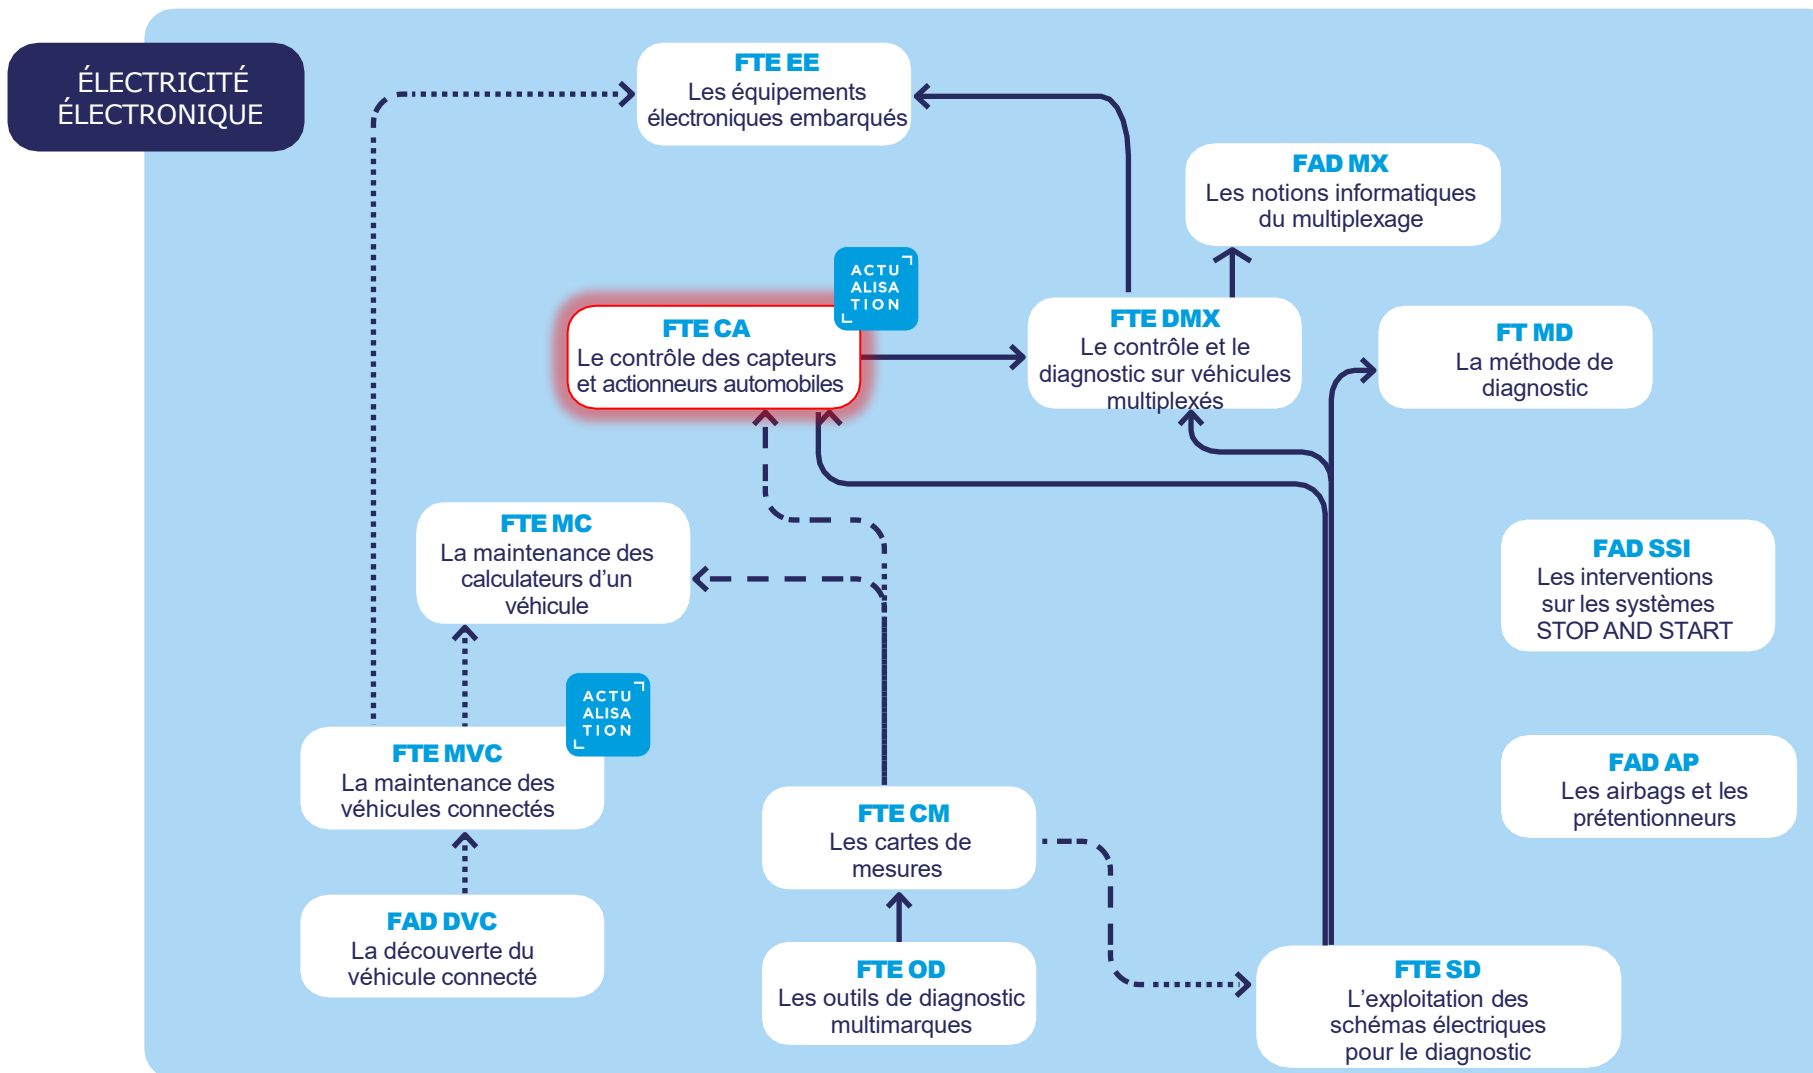 ÉLECTRICITÉ
ÉLECTRONIQUE
FTE EE
Les équipements
électroniques embarqués
FAD MX
Les notions informatiques
du multiplexage
ACTU
ALISA
TION
FTE CA
Le contrôle des capteurs
et actionneurs automobiles
FTE DMX
Le contrôle et le
diagnostic sur véhicules
multiplexés
FT MD
La méthode de
diagnostic
FTE MC
La maintenance des
calculateurs d’un
véhicule
FAD SSI
Les interventions
sur les systèmes
STOP AND START
ACTU
ALISA
TION
FTE MVC
La maintenance des
véhicules connectés
FAD AP
Les airbags et les
prétentionneurs
FTE CM
Les cartes de
mesures
FAD DVC
La découverte du
véhicule connecté
FTE OD
Les outils de diagnostic
multimarques
FTE SD
L’exploitation des
schémas électriques
pour le diagnostic